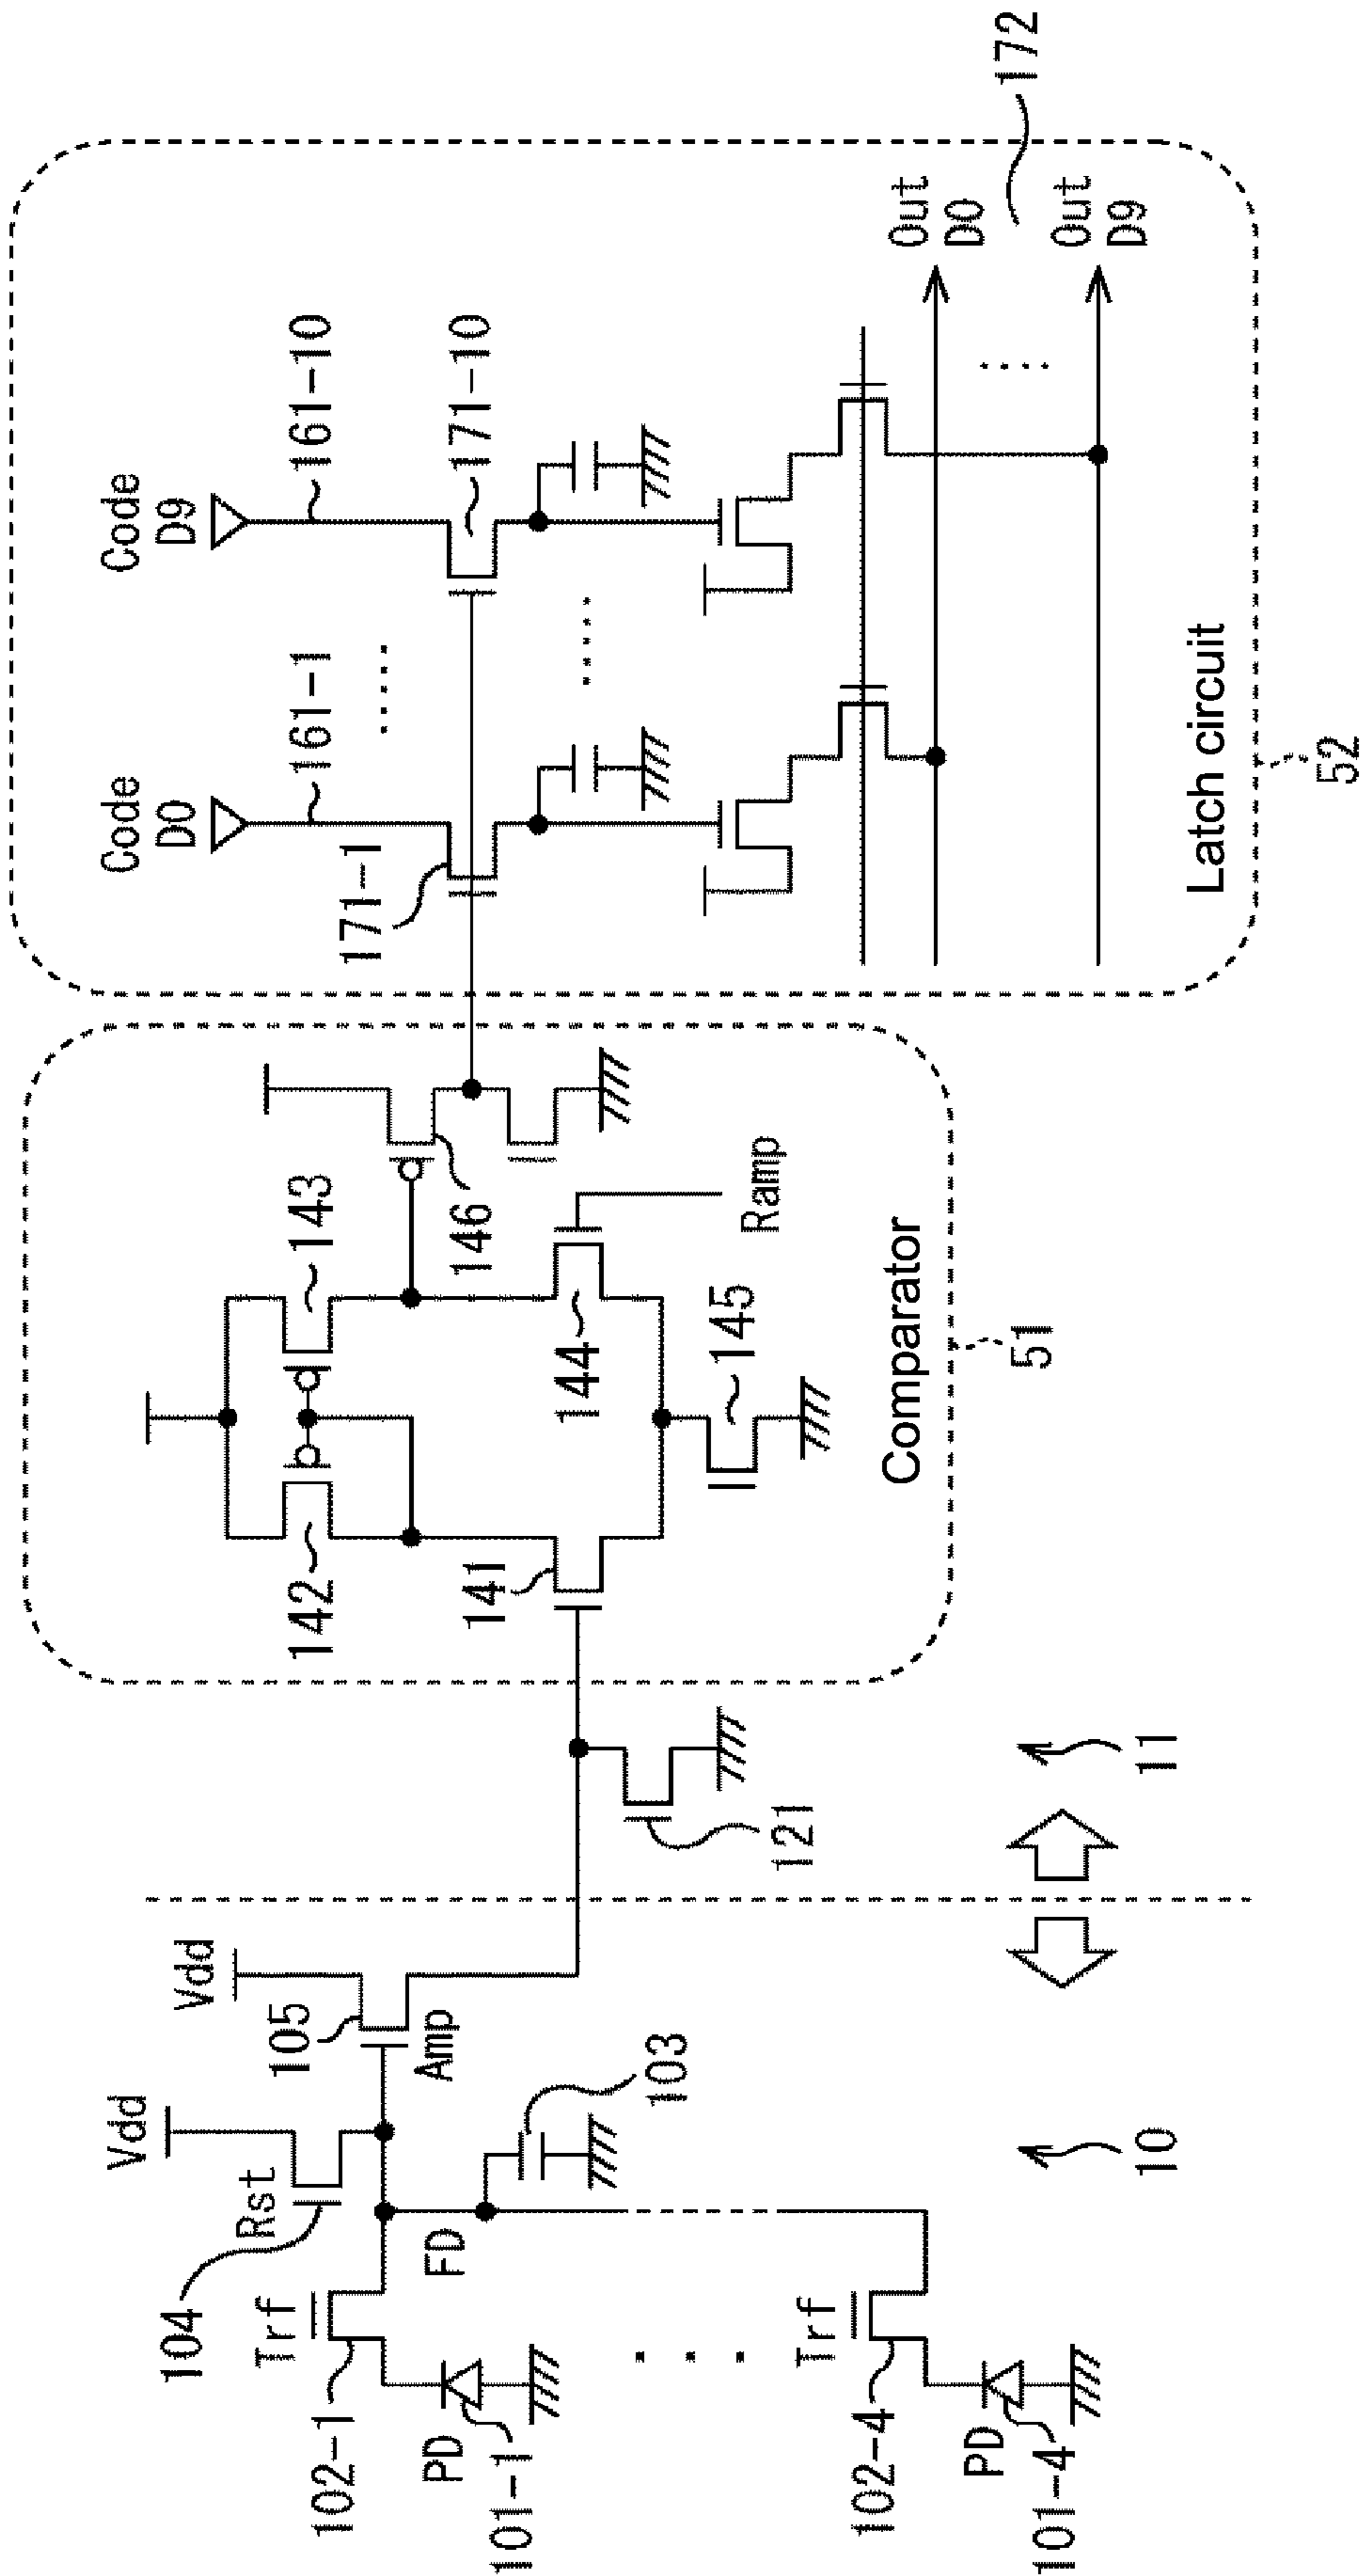 Vdd
Vdd
104
Rst
105
Amp
Trf
102-1
FD
103
PD
101-1
Trf
102-4
PD
101-4
10
11
121
142
143
141
144
146
Ramp
145
Comparator
51
Code
D0
Code
D9
161-1
161-10
171-1
171-10
Out
D0
Out
D9
172
Latch circuit
52